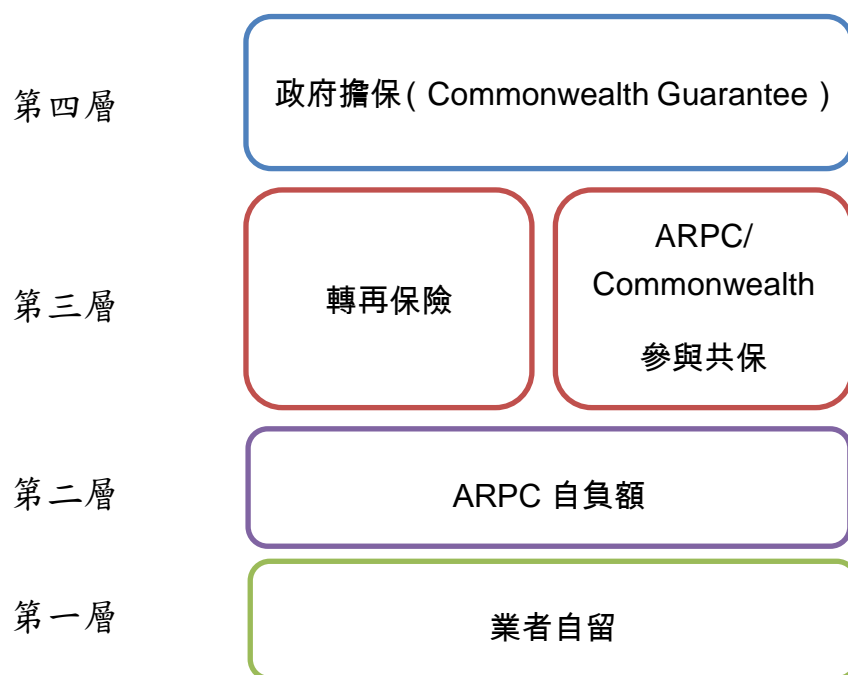 第四層
政府擔保( Commonwealth Guarantee )
第三層
轉再保險
ARPC/
Commonwealth
參與共保
第二層
ARPC 自負額
第一層
業者自留